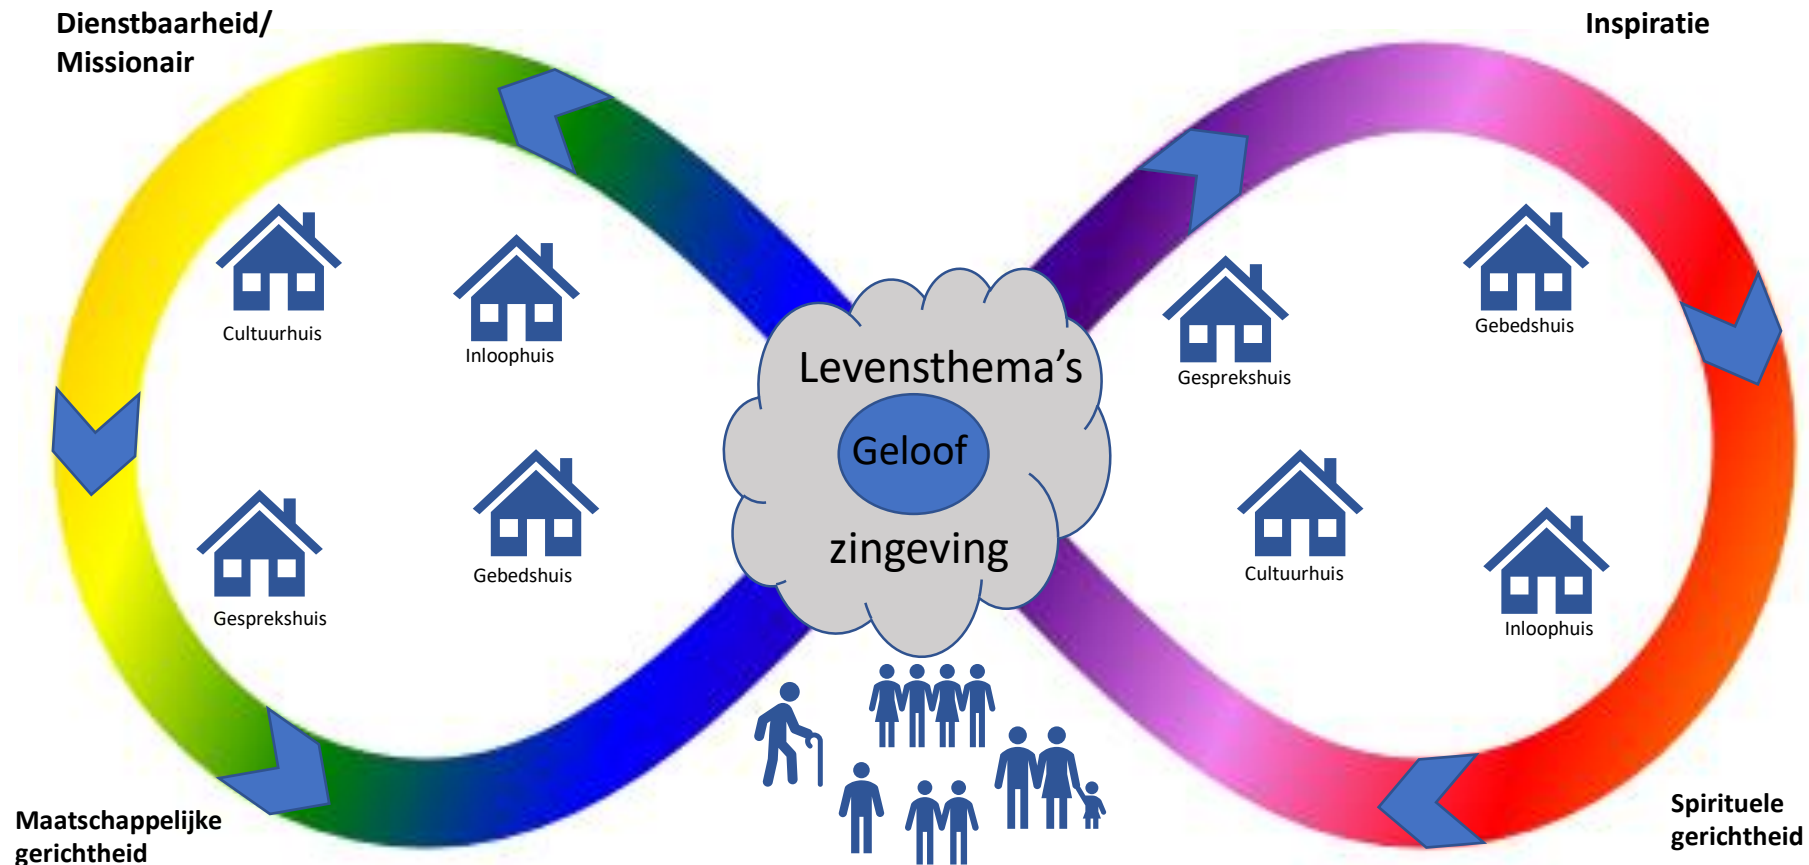 Dienstbaarheid/
Missionair
Inspiratie
Cultuurhuis
Inloophuis
Gesprekshuis
Gebedshuis
Levensthema's
Geloof
zingeving
Gesprekshuis
Gebedshuis
Cultuurhuis
Inloophuis
Maatschappelijke
gerichtheid
Spirituele
gerichtheid